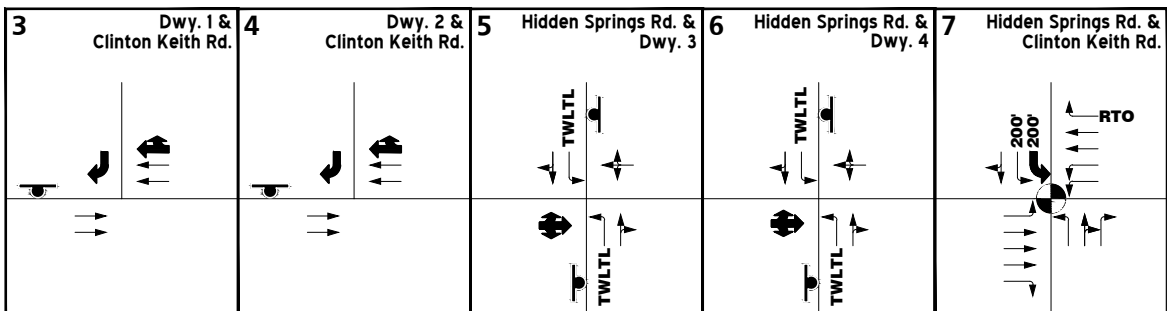 3
Dwy. 1 &
Clinton Keith Rd.
4
Dwy. 2 &
Clinton Keith Rd.
5
Hidden Springs Rd. &
Dwy. 3
TWLTL
TWLTL
6
Hidden Springs Rd. &
Dwy. 4
TWLTL
TWLTL
7
Hidden Springs Rd. &
Clinton Keith Rd.
200'
200'
RTO